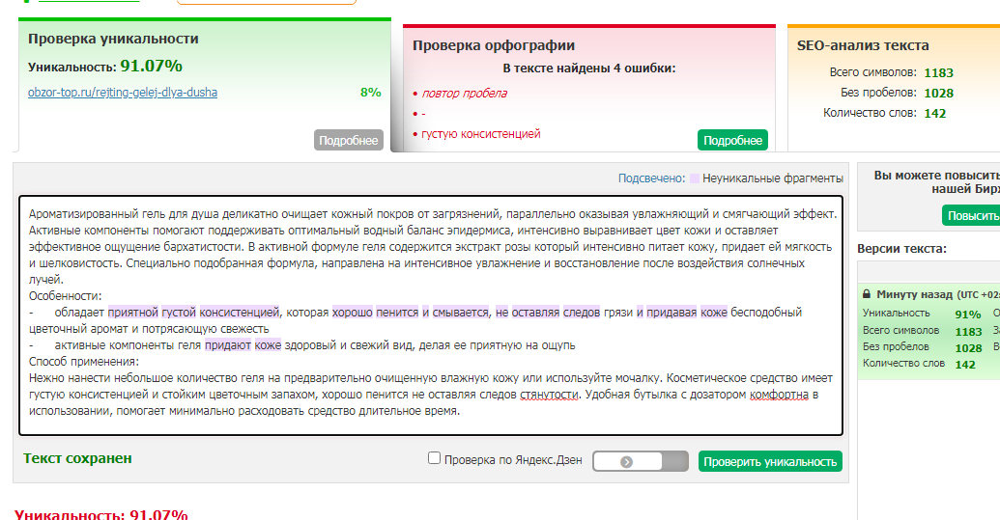 Проверка уникальности
Уникальность: 91.07%
obzor-top.ru/rejting-gelej-dlya-dusha 8%
Подробнее
Проверка орфографии
В тексте найдены 4 ошибки:
• повтор пробела
• -
• густую консистенцией
Подробнее
SEO-анализ текста
Всего символов: 1183
Без пробелов: 1028
Количество слов: 142
Подсвечено: Неуникальные фрагменты
Ароматизированный гель для душа деликатно очищает кожный покров от загрязнений, параллельно оказывая увлажняющий и смягчающий эффект.
Активные компоненты помогают поддерживать оптимальный водный баланс эпидермиса, интенсивно выравнивает цвет кожи и оставляет
эффективное ощущение бархатистости. В активной формуле геля содержится экстракт розы который интенсивно питает кожу, придает ей мягкость
и шелковистость. Специально подобранная формула, направлена на интенсивное увлажнение и восстановление после воздействия солнечных
лучей.
Особенности:
- обладает приятной густой консистенцией, которая хорошо пенится и смывается, не оставляя следов грязи и придавая коже бесподобный
цветочный аромат и потрясающую свежесть
- активные компоненты геля придают коже здоровый и свежий вид, делая ее приятную на ощупь
Способ применения:
Нежно нанести небольшое количество геля на предварительно очищенную влажную кожу или используйте мочалку. Косметическое средство имеет
густую консистенцией и стойким цветочным запахом, хорошо пенится не оставляя следов стянутости. Удобная бутылка с дозатором комфортна в
использовании, помогает минимально расходовать средство длительное время.
Текст сохранен
Проверка по Яндекс.Дзен
Проверить уникальность
Уникальность: 91.07%
Вы можете повысить
нашей Бирж
Повысить
Версии текста:
Минуту назад (UTC +02:
Уникальность 91% О
Всего символов 1183 За
Без пробелов 1028 В
Количество слов 142